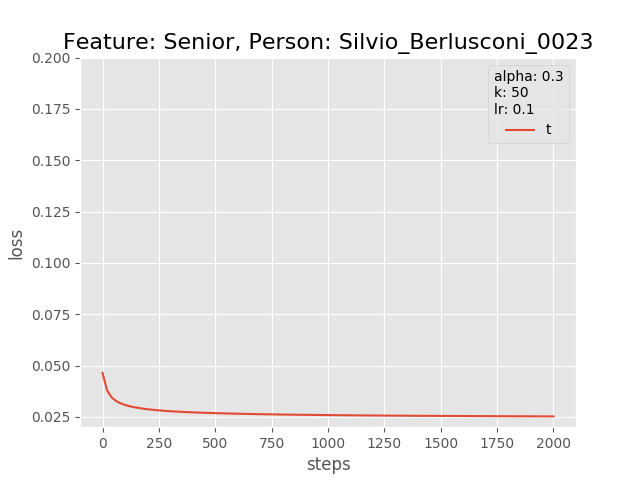 Feature: Senior, Person: Silvio_Berlusconi_0023
0.200
0.175
0.150
0.125
0.100
0.075
0.050
0.025
loss
alpha: 0.3
k: 50
lr: 0.1
t
0 250 500 750 1000 1250 1500 1750 2000
steps